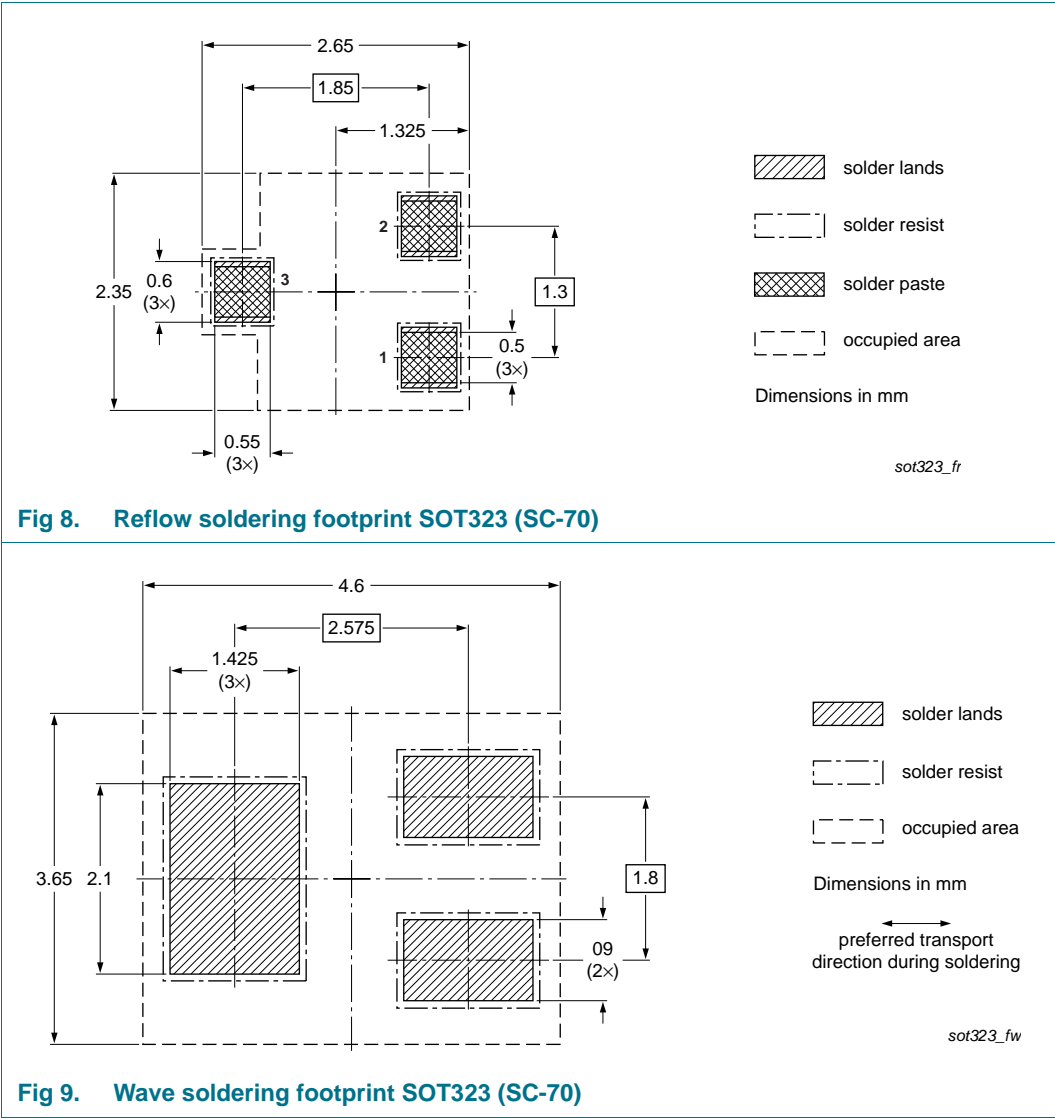 2.65
1.85
1.325
solder lands
2
solder resist
0.6
(3×)
3
2.35
1.3
solder paste
0.5
(3×)
1
occupied area
Dimensions in mm
0.55
(3×)
sot323_fr
Fig 8. Reflow soldering footprint SOT323 (SC-70)
4.6
2.575
1.425
(3×)
solder lands
solder resist
occupied area
3.65 2.1
1.8
Dimensions in mm
09
(2×)
preferred transport
direction during soldering
sot323_fw
Fig 9. Wave soldering footprint SOT323 (SC-70)